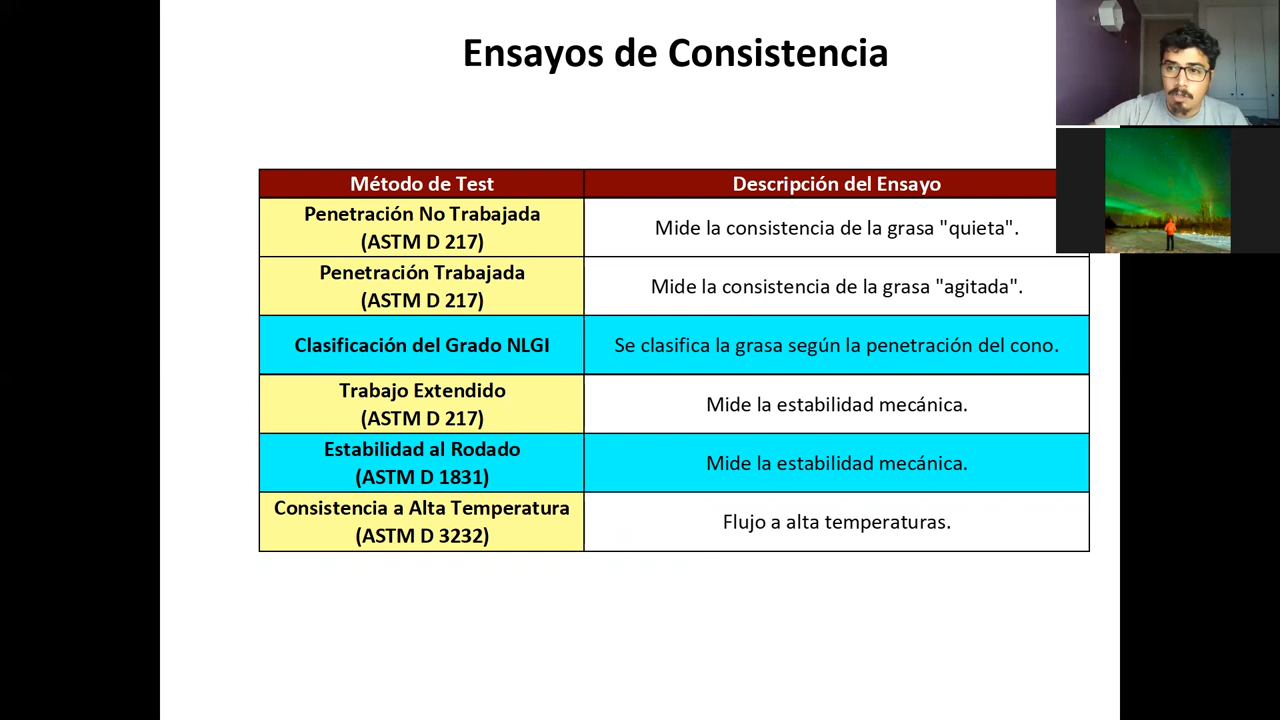 Ensayos de Consistencia
Método de Test
Descripción del Ensayo
Penetración No Trabajada
(ASTM D 217)
Mide la consistencia de la grasa "quieta".
Penetración Trabajada
(ASTM D 217)
Mide la consistencia de la grasa "agitada".
Clasificación del Grado NLGI
Se clasifica la grasa según la penetración del cono.
Trabajo Extendido
(ASTM D 217)
Mide la estabilidad mecánica.
Estabilidad al Rodado
(ASTM D 1831)
Mide la estabilidad mecánica.
Consistencia a Alta Temperatura
(ASTM D 3232)
Flujo a alta temperaturas.